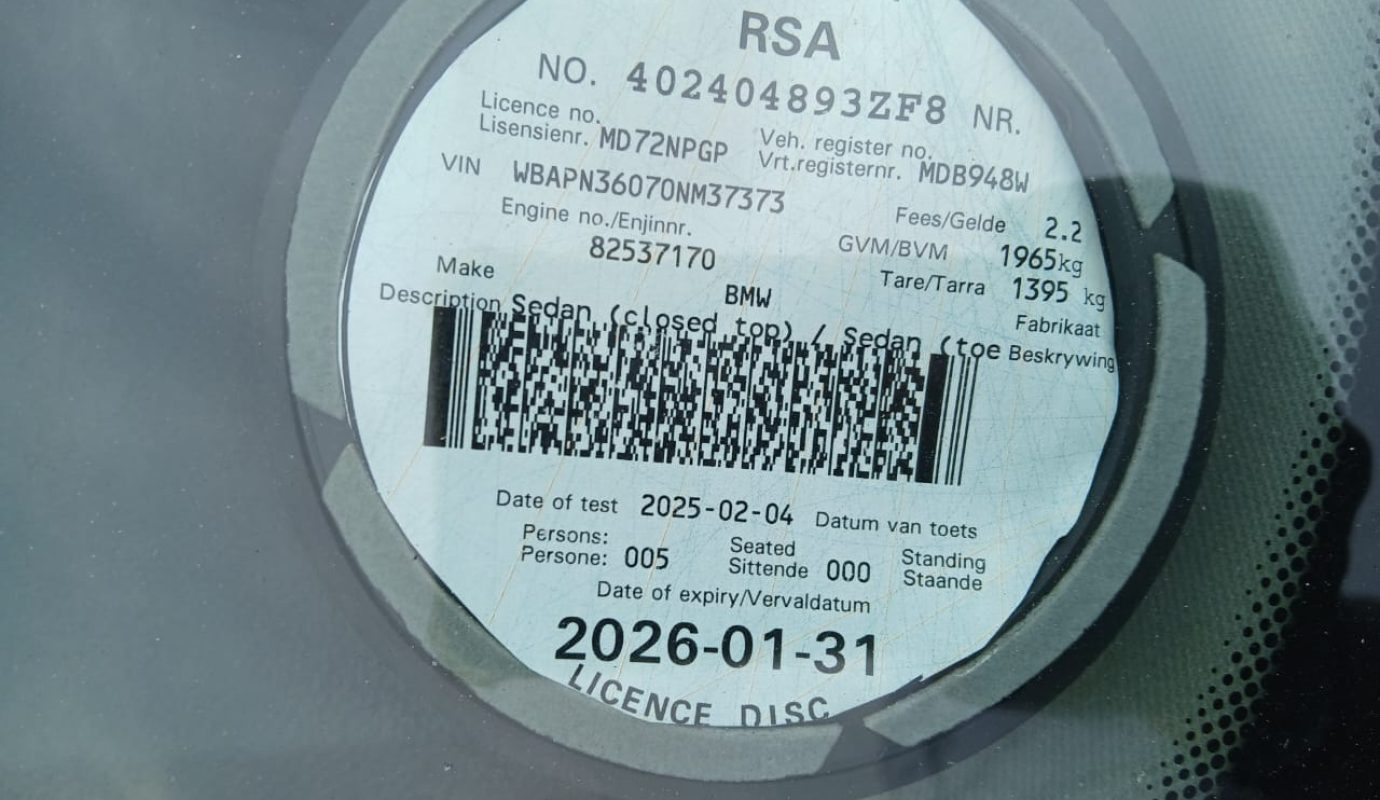 RSA
NO. 402404893ZF8 NR.
Licence no.
Lisensienr. MD72NPGP
Veh. register no.
Vrt.registernr. MDB948W
VIN WBAPN36070NM37373
Fees/Gelde 2.2
Engine no./Enjinnr.
82537170
GVM/BVM 1965kg
Tare/Tarra 1395 kg
Make BMW Fabrikaat
Description Sedan (closed top) / Sedan (toe Beskrywing
Date of test 2025-02-04 Datum van toets
Persons:
Persone: 005
Seated
Sittende 000
Standing
Staande
Date of expiry/Vervaldatum
2026-01-31
LICENCE DISC